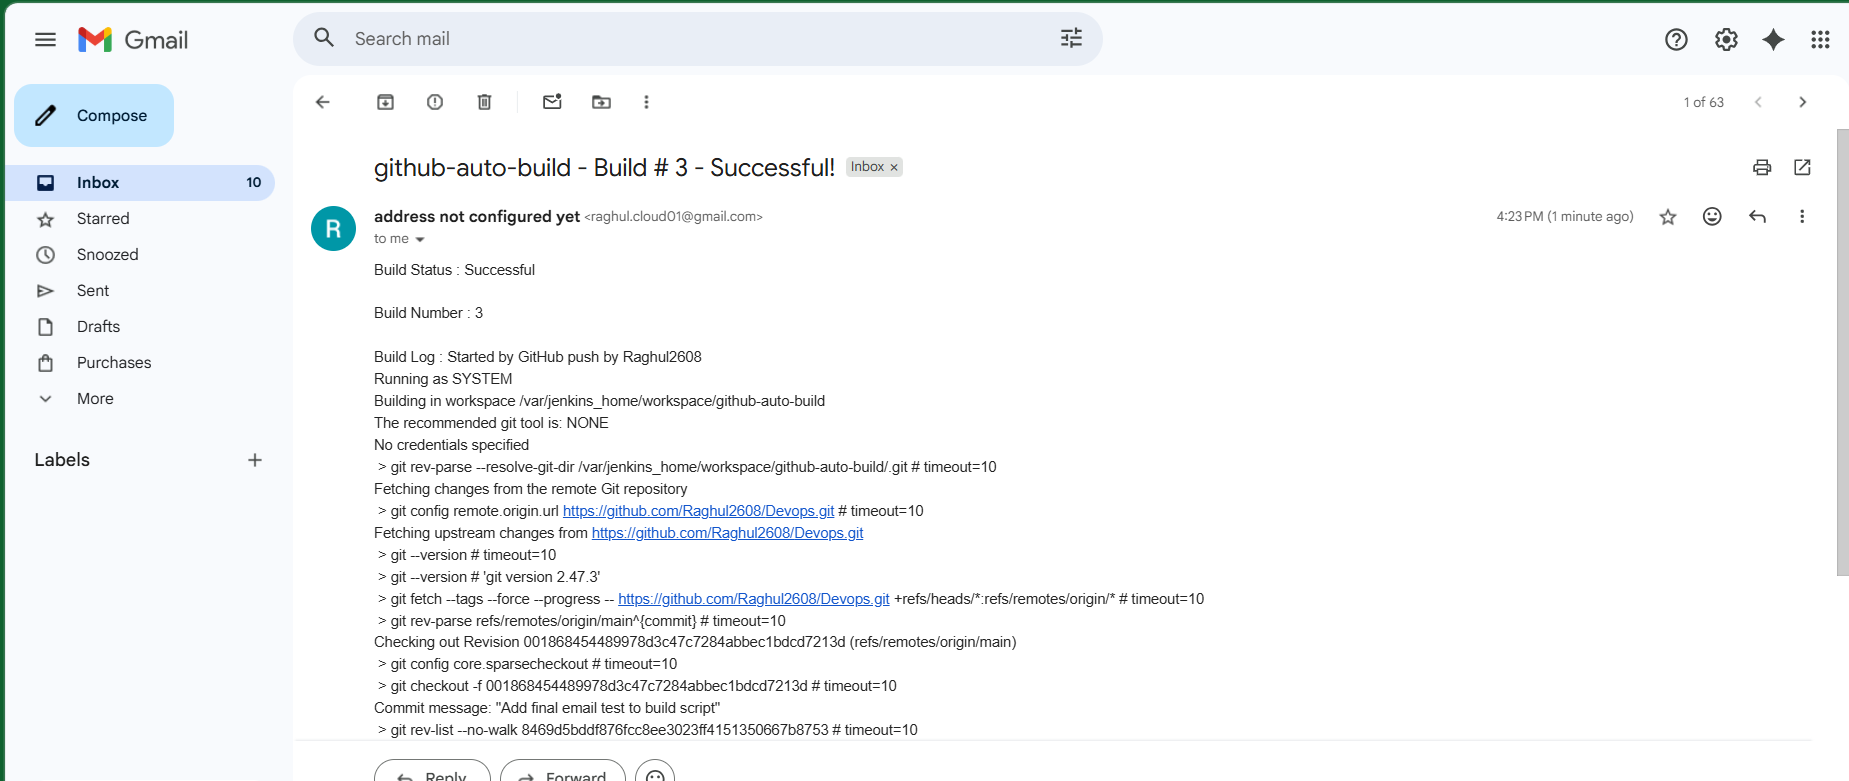 Gmail
Search mail
Compose
1 of 63
Inbox 10
Starred
Snoozed
Sent
Drafts
Purchases
More
Labels
github-auto-build - Build # 3 - Successful! Inbox ×
R
address not configured yet <raghul.cloud01@gmail.com> 4:23 PM (1 minute ago)
to me
Build Status : Successful
Build Number : 3
Build Log : Started by GitHub push by Raghul2608
Running as SYSTEM
Building in workspace /var/jenkins_home/workspace/github-auto-build
The recommended git tool is: NONE
No credentials specified
> git rev-parse --resolve-git-dir /var/jenkins_home/workspace/github-auto-build/.git # timeout=10
Fetching changes from the remote Git repository
> git config remote.origin.url https://github.com/Raghul2608/Devops.git # timeout=10
Fetching upstream changes from https://github.com/Raghul2608/Devops.git
> git --version # timeout=10
> git --version # 'git version 2.47.3'
> git fetch --tags --force --progress -- https://github.com/Raghul2608/Devops.git +refs/heads/*:refs/remotes/origin/* # timeout=10
> git rev-parse refs/remotes/origin/main^{commit} # timeout=10
Checking out Revision 001868454489978d3c47c7284abbec1bdcd7213d (refs/remotes/origin/main)
> git config core.sparsecheckout # timeout=10
> git checkout -f 001868454489978d3c47c7284abbec1bdcd7213d # timeout=10
Commit message: "Add final email test to build script"
> git rev-list --no-walk 8469d5bddf876fcc8ee3023ff4151350667b8753 # timeout=10
Reply Forward